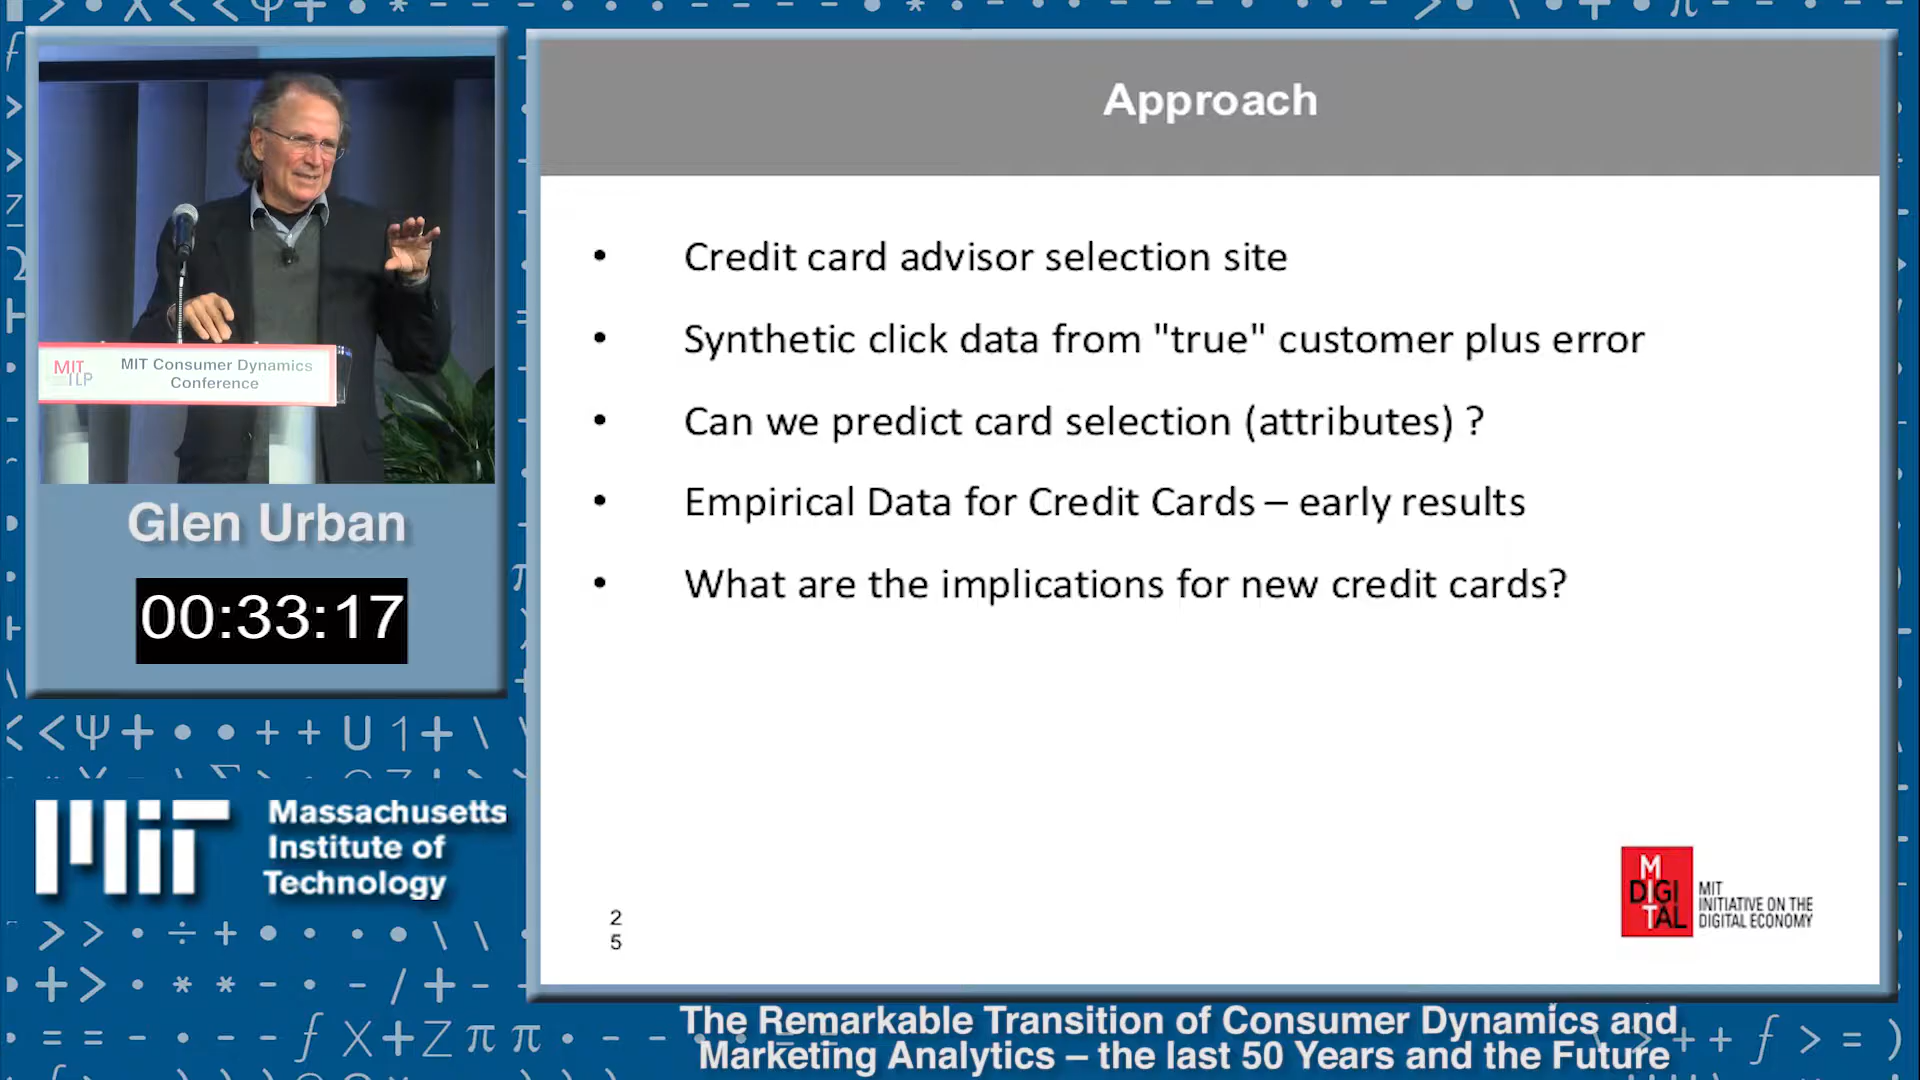 Approach
• Credit card advisor selection site
• Synthetic click data from "true" customer plus error
• Can we predict card selection (attributes) ?
• Empirical Data for Credit Cards – early results
• What are the implications for new credit cards?
2
5
M
DIGI
TAL
MIT
INITIATIVE ON THE
DIGITAL ECONOMY
MIT
ILP
MIT Consumer Dynamics
Conference
Glen Urban
00:33:17
MIT
Massachusetts
Institute of
Technology
The Remarkable Transition of Consumer Dynamics and
Marketing Analytics – the last 50 Years and the Future